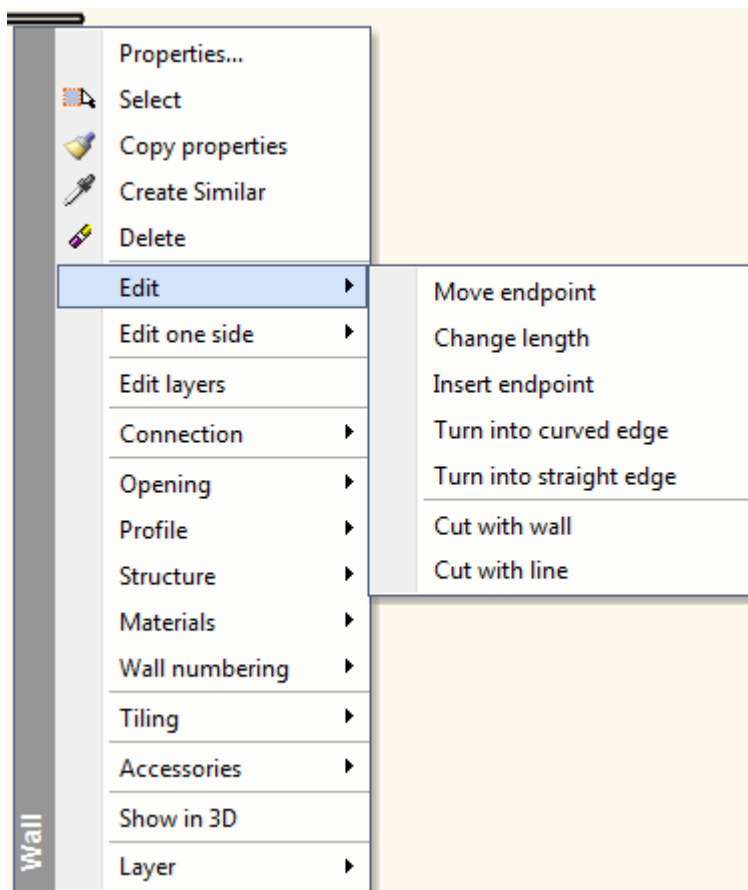 Properties...
Select
Copy properties
Create Similar
Delete
Edit
Edit one side
Edit layers
Connection
Opening
Profile
Structure
Materials
Wall numbering
Tiling
Accessories
Show in 3D
Layer
Wall
Move endpoint
Change length
Insert endpoint
Turn into curved edge
Turn into straight edge
Cut with wall
Cut with line